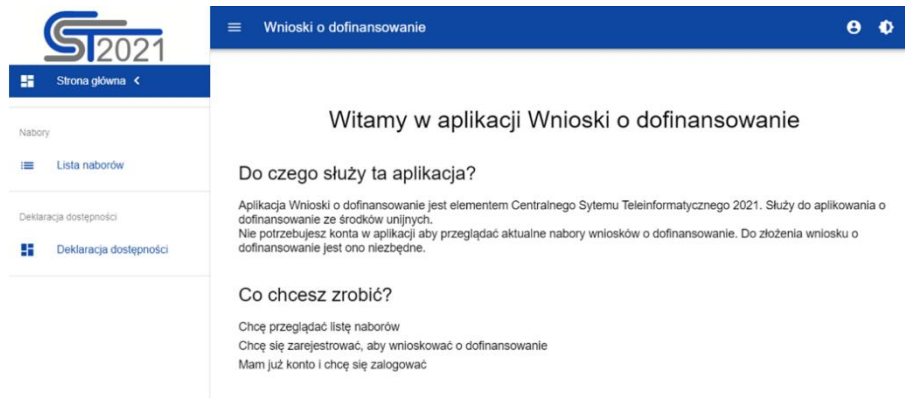 CST2021
Wnioski o dofinansowanie
Strona główna
Nabory
Lista naborów
Deklaracja dostępności
Deklaracja dostępności
Witamy w aplikacji Wnioski o dofinansowanie
Do czego służy ta aplikacja?
Aplikacja Wnioski o dofinansowanie jest elementem Centralnego Sytemu Teleinformatycznego 2021. Służy do aplikowania o
dofinansowanie ze środków unijnych.
Nie potrzebujesz konta w aplikacji aby przeglądać aktualne nabory wniosków o dofinansowanie. Do złożenia wniosku o
dofinansowanie jest ono niezbędne.
Co chcesz zrobić?
Chcę przeglądać listę naborów
Chcę się zarejestrować, aby wnioskować o dofinansowanie
Mam już konto i chcę się zalogować